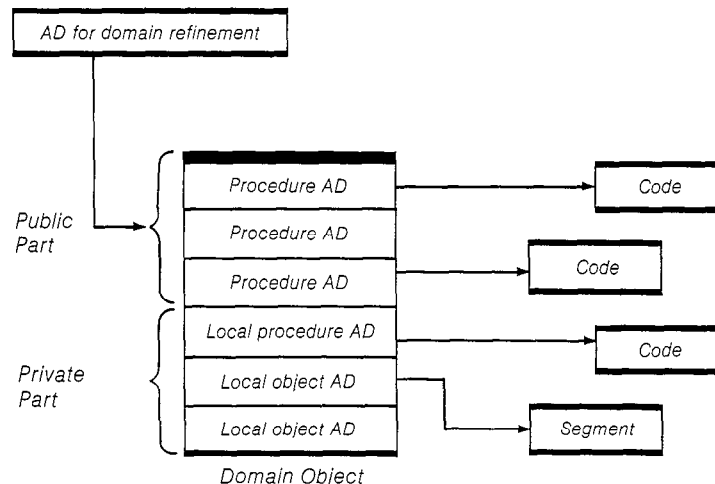 AD for domain refinement
Public
Part
Procedure AD
Code
Procedure AD
Procedure AD
Code
Private
Part
Local procedure AD
Code
Local object AD
Segment
Local object AD
Domain Object